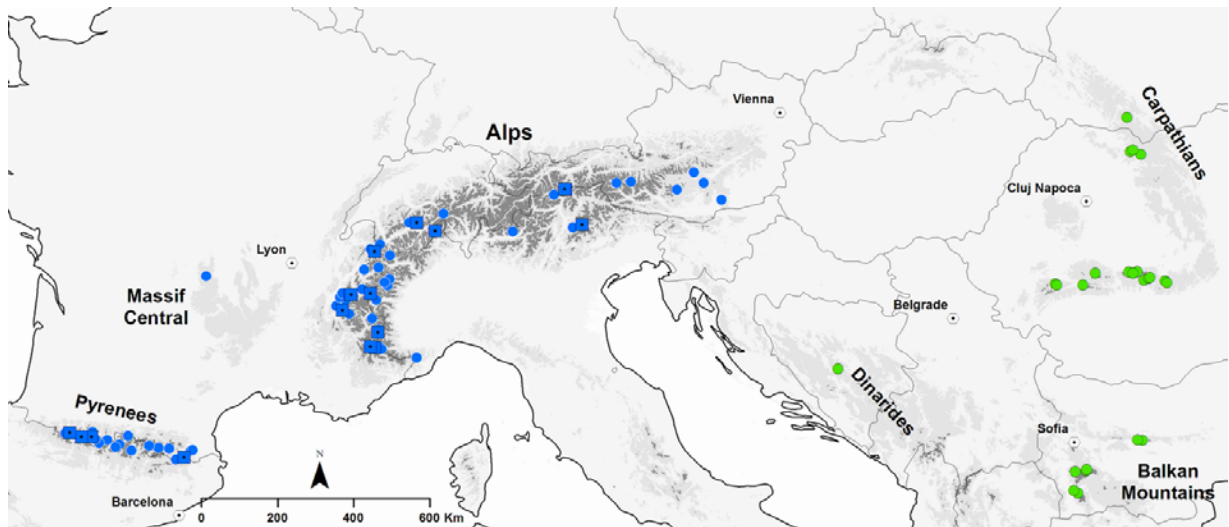 Vienna
Alps
Carpathians
Cluj Napoca
Lyon
Massif
Central
Belgrade
Dinarides
Pyrenees
Sofia
Balkan
Mountains
N
Barcelona
0 200 400 600 Km